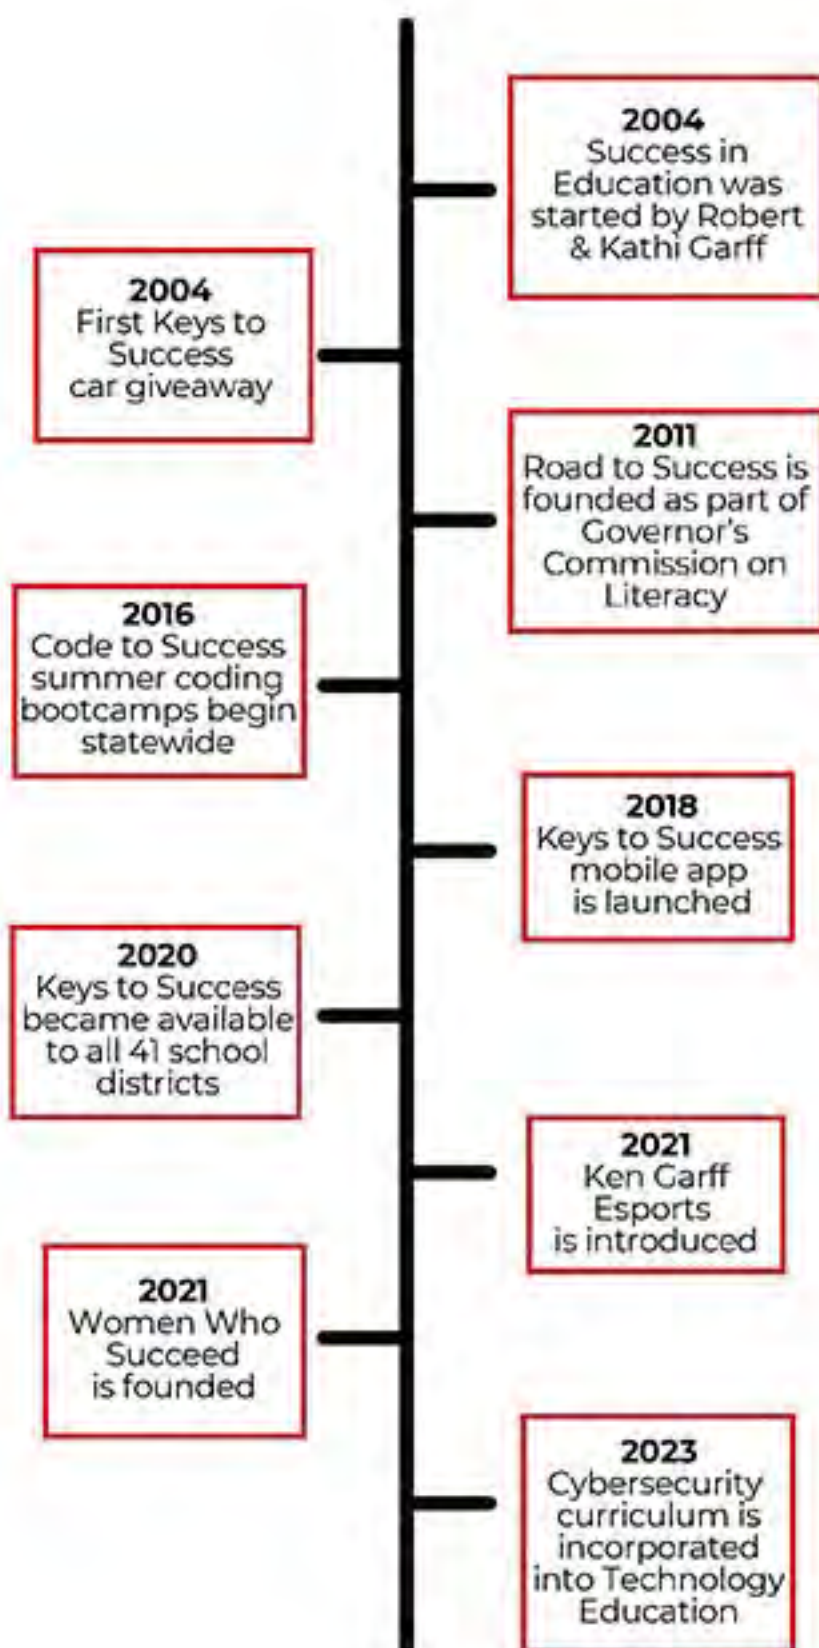 2004
Success in
Education was
started by Robert
& Kathi Garff
2004
First Keys to
Success
car giveaway
2011
Road to Success is
founded as part of
Governor's
Commission on
Literacy
2016
Code to Success
summer coding
bootcamps begin
statewide
2018
Keys to Success
mobile app
is launched
2020
Keys to Success
became available
to all 41 school
districts
2021
Ken Garff
Esports
is introduced
2021
Women Who
Succeed
is founded
2023
Cybersecurity
curriculum is
incorporated
into Technology
Education